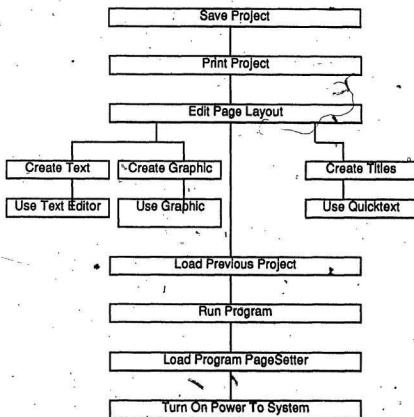 Save Project
Print Project
Edit Page Layout
Create Text
Create Graphic
Create Titles
Use Text Editor
Use Graphic
Use Quicktext
Load Previous Project
Run Program
Load Program PageSetter
Turn On Power To System